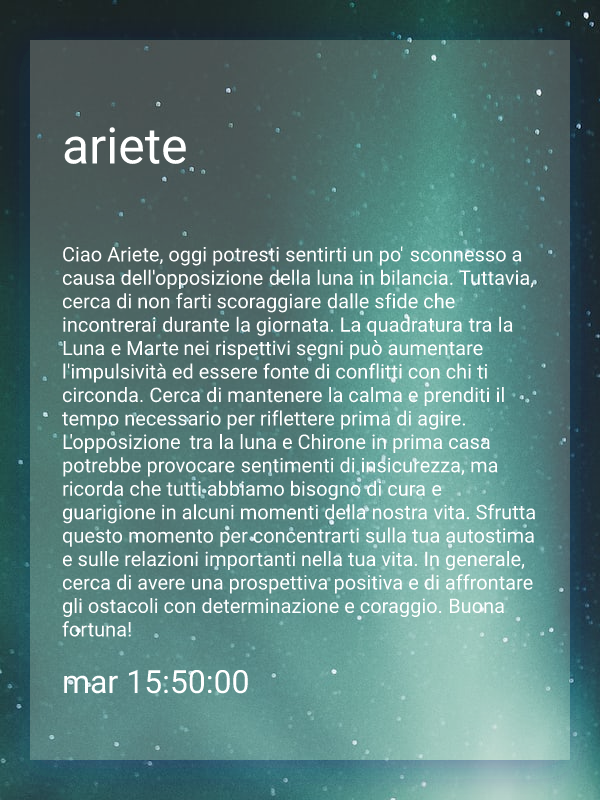 ariete
Ciao Ariete, oggi potresti sentirti un po' sconnesso a
causa dell'opposizione della luna in bilancia. Tuttavia,
cerca di non farti scoraggiare dalle sfide che
incontrerai durante la giornata. La quadratura tra la
Luna e Marte nei rispettivi segni può aumentare
l'impulsività ed essere fonte di conflitti con chi ti
circonda. Cerca di mantenere la calma e prenditi il
tempo necessario per riflettere prima di agire.
L'opposizione  tra la luna e Chirone in prima casa
potrebbe provocare sentimenti di insicurezza, ma
ricorda che tutti abbiamo bisogno di cura e
guarigione in alcuni momenti della nostra vita. Sfrutta
questo momento per concentrarti sulla tua autostima
e sulle relazioni importanti nella tua vita. In generale,
cerca di avere una prospettiva positiva e di affrontare
gli ostacoli con determinazione e coraggio. Buona
fortuna!
mar 15:50:00